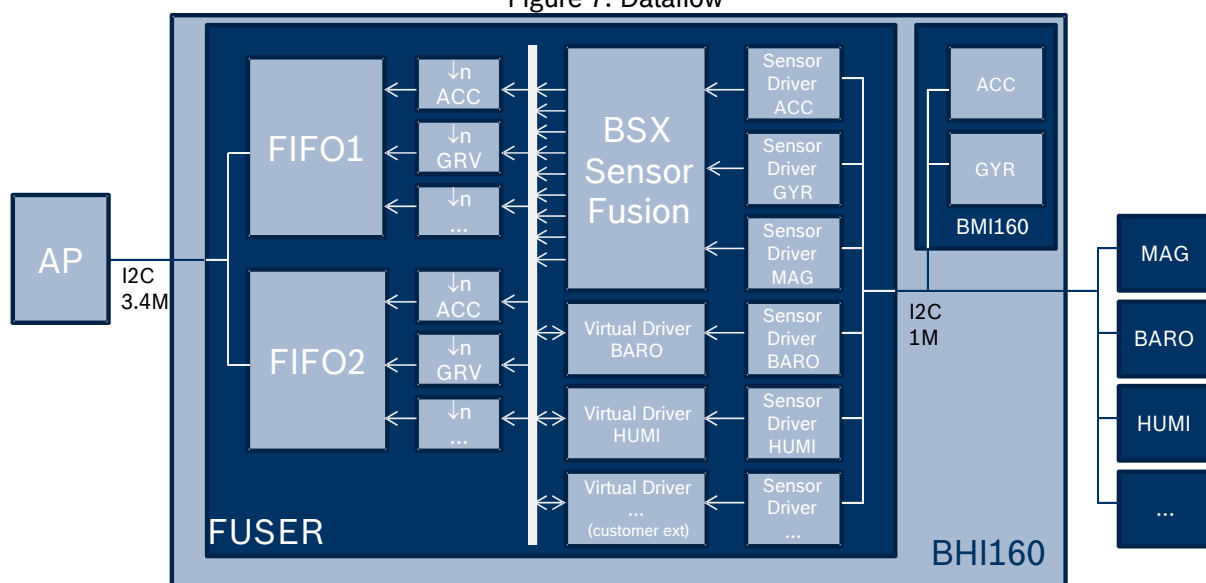 Figure 7: Dataflow
AP
I2C
3.4M
FIFO1
FIFO2
↓n
ACC
↓n
GRV
↓n
...
↓n
ACC
↓n
GRV
↓n
...
BSX
Sensor
Fusion
Virtual Driver
BARO
Virtual Driver
HUMI
Virtual Driver
...
(customer ext)
Sensor
Driver
ACC
Sensor
Driver
GYR
Sensor
Driver
MAG
Sensor
Driver
BARO
Sensor
Driver
HUMI
Sensor
Driver
...
FUSER
ACC
GYR
BMI160
I2C
1M
BHI160
MAG
BARO
HUMI
...